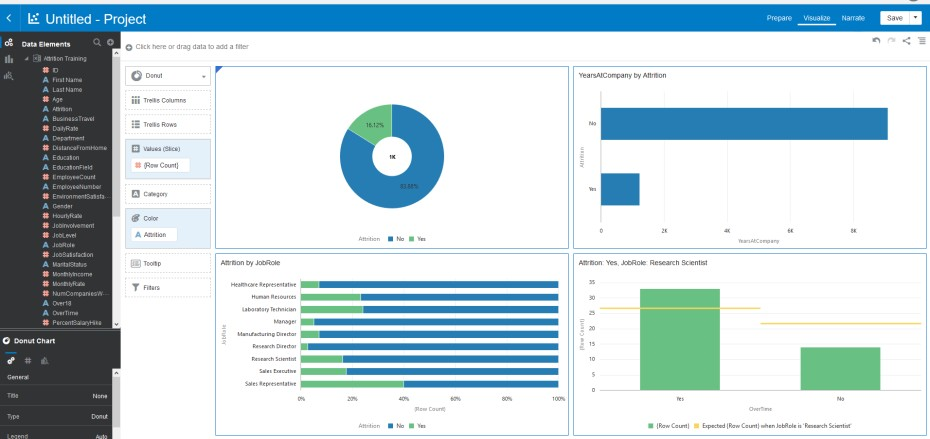 Untitled - Project
Prepare Visualize Narrate Save
Data Elements
Click here or drag data to add a filter
Attrition Training
ID
First Name
Last Name
Age
Attrition
BusinessTravel
DailyRate
Department
DistanceFromHome
Education
EducationField
EmployeeCount
EmployeeNumber
EnvironmentSatisfa...
Gender
HourlyRate
JobInvolvement
JobLevel
JobRole
JobSatisfaction
MaritalStatus
MonthlyIncome
MonthlyRate
NumCompaniesW...
Over18
OverTime
PercentSalaryHike
Donut Chart
General
Title None
Type Donut
Legend Auto
Donut
Trellis Columns
Trellis Rows
Values (Slice)
{Row Count}
Category
Color
Attrition
Tooltip
Filters
16.12%
1K
83.88%
Attrition No Yes
YearsAtCompany by Attrition
Attrition
No
Yes
0 2K 4K 6K 8K
YearsAtCompany
Attrition by JobRole
JobRole
Healthcare Representative
Human Resources
Laboratory Technician
Manager
Manufacturing Director
Research Director
Research Scientist
Sales Executive
Sales Representative
0% 20% 40% 60% 80% 100%
{Row Count}
Attrition No Yes
Attrition: Yes, JobRole: Research Scientist
{Row Count}
35
30
25
20
15
10
5
0
Yes No
OverTime
{Row Count} Expected {Row Count} when JobRole is 'Research Scientist'